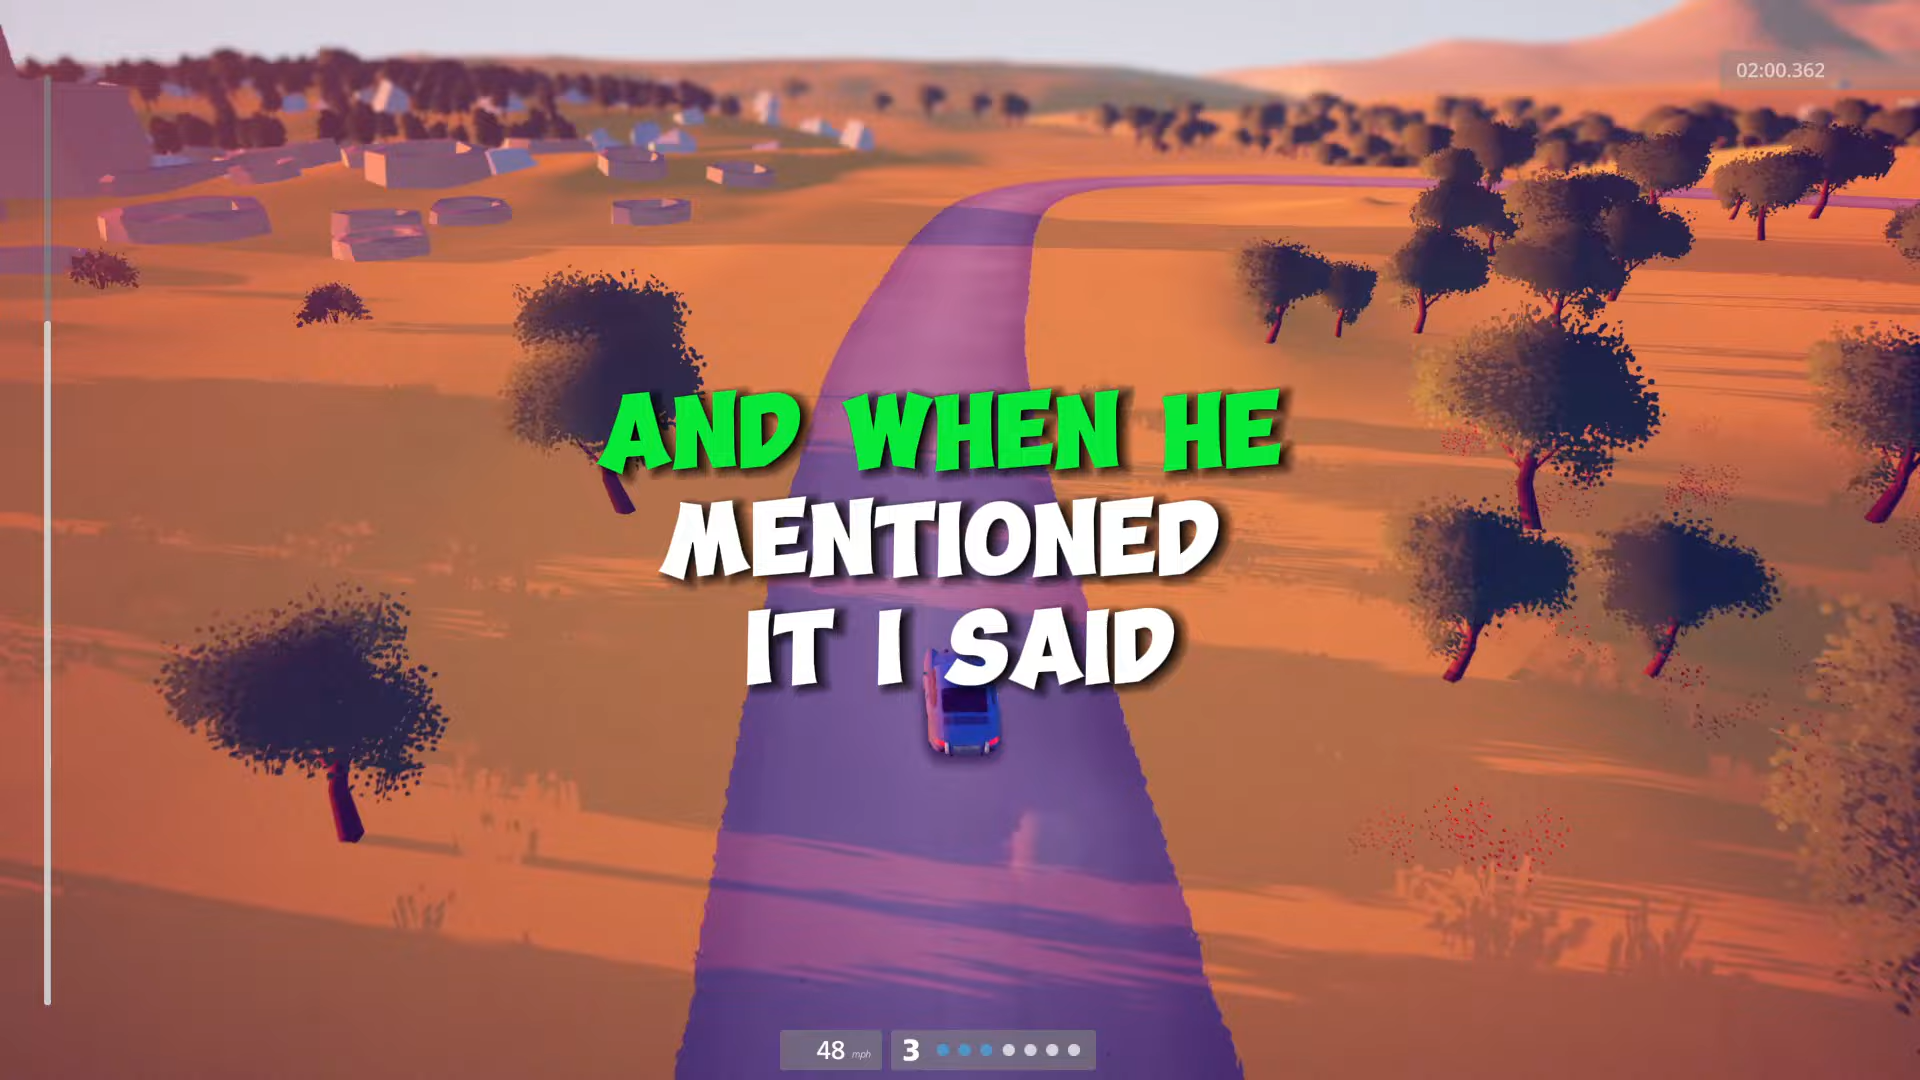 02:00.362
AND WHEN HE
MENTIONED
IT I SAID
48 mph 3